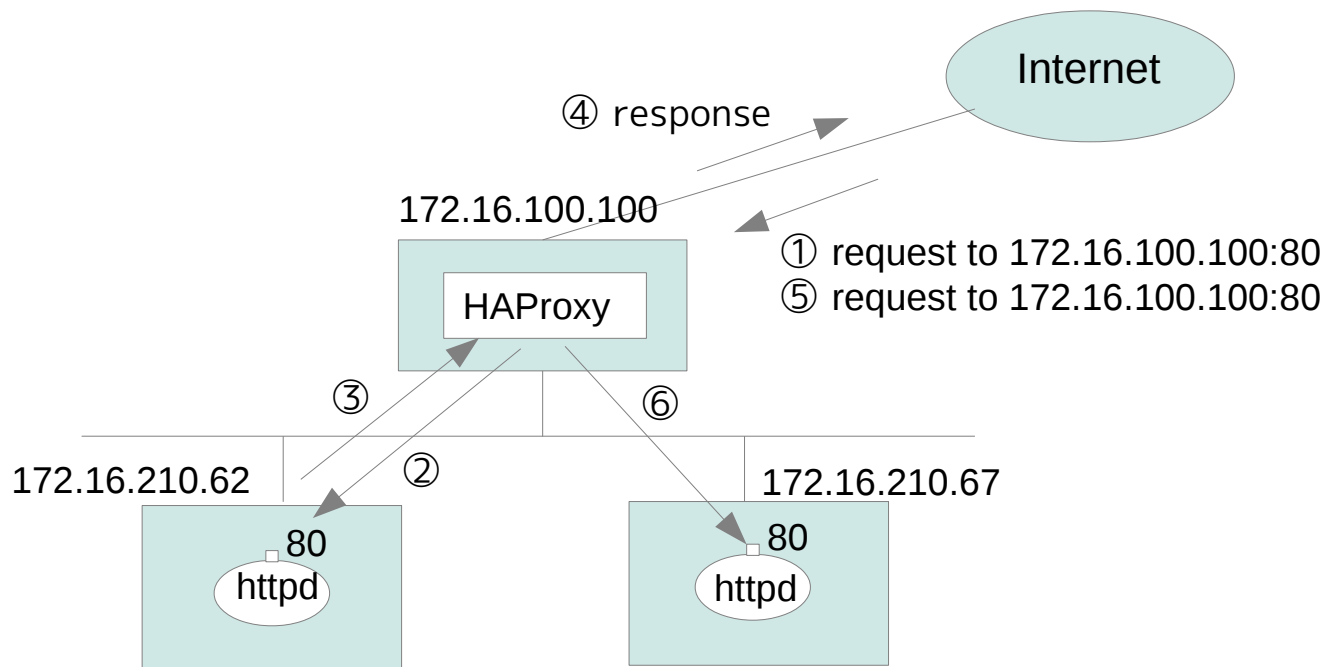 Internet
④ response
172.16.100.100
① request to 172.16.100.100:80
⑤ request to 172.16.100.100:80
HAProxy
③
⑥
②
172.16.210.62
172.16.210.67
80
httpd
80
httpd